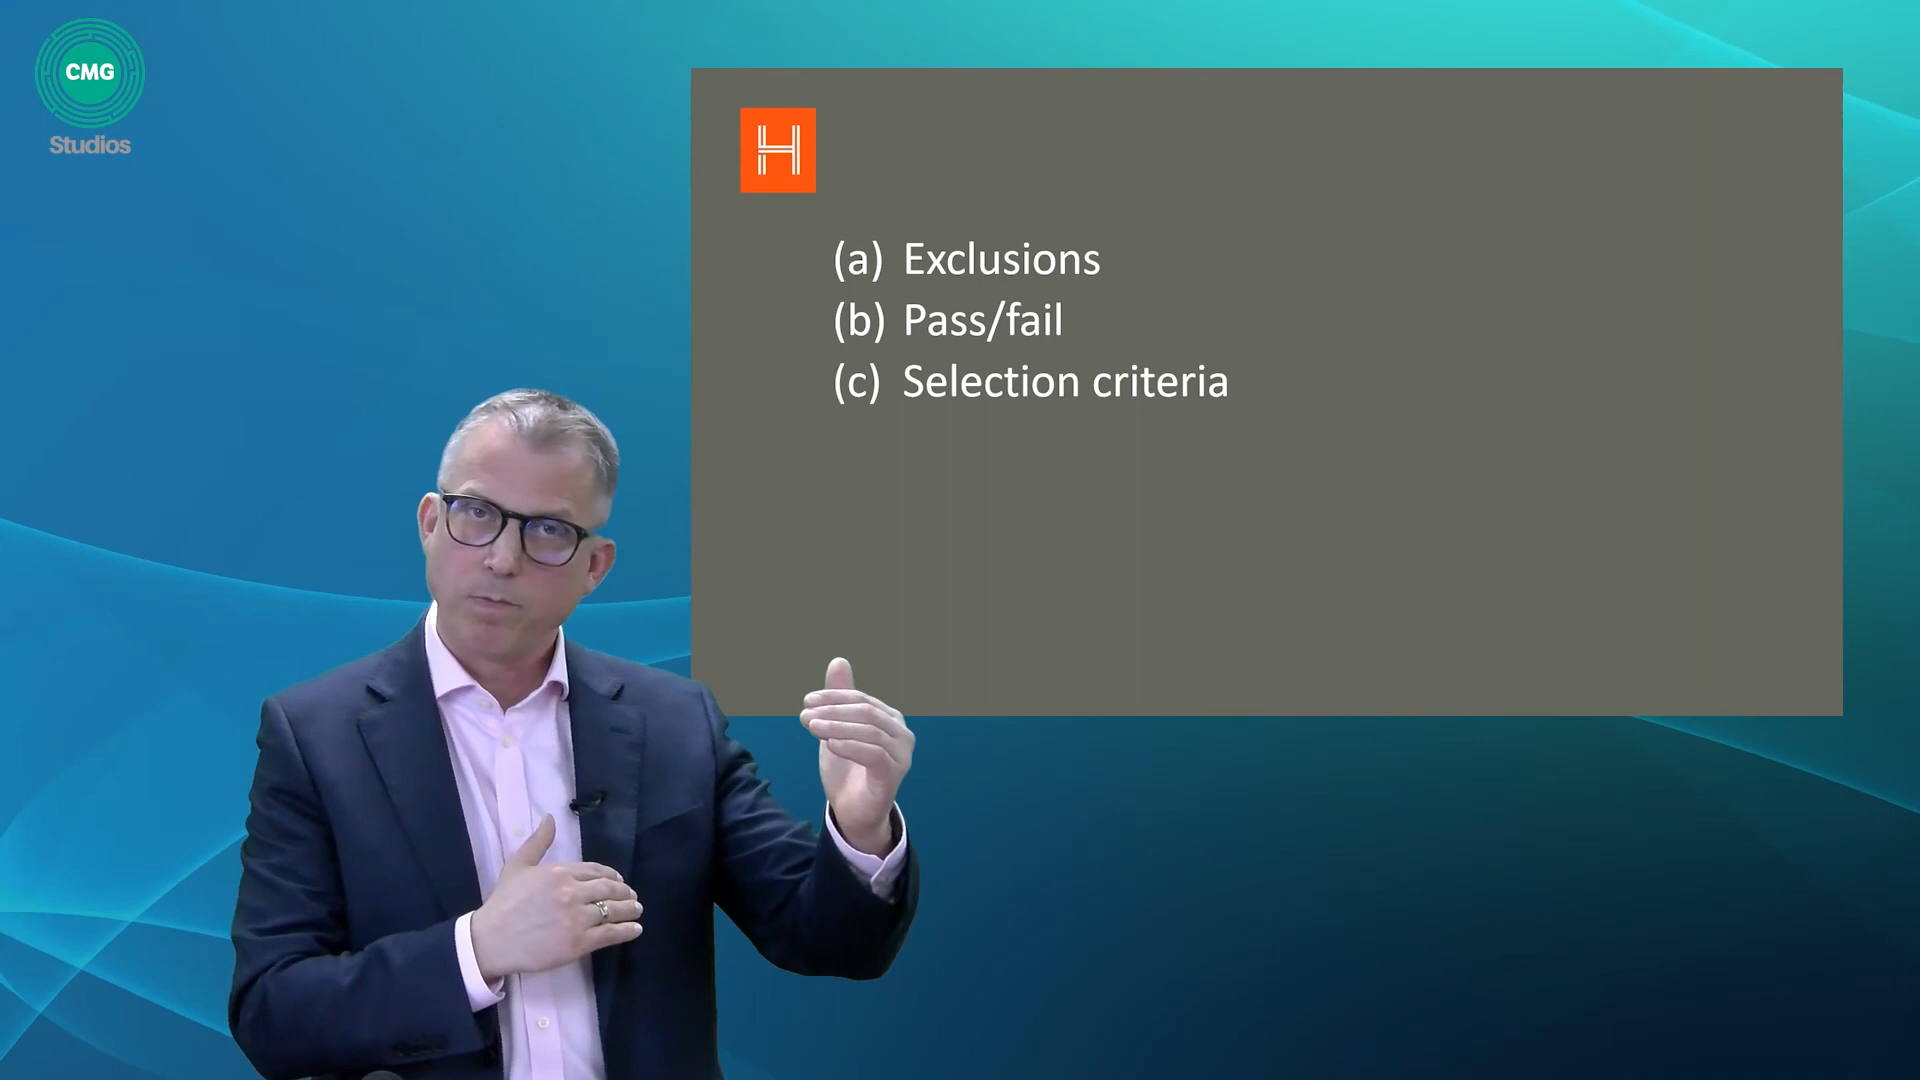 CMG
Studios
H
(a) Exclusions
(b) Pass/fail
(c) Selection criteria